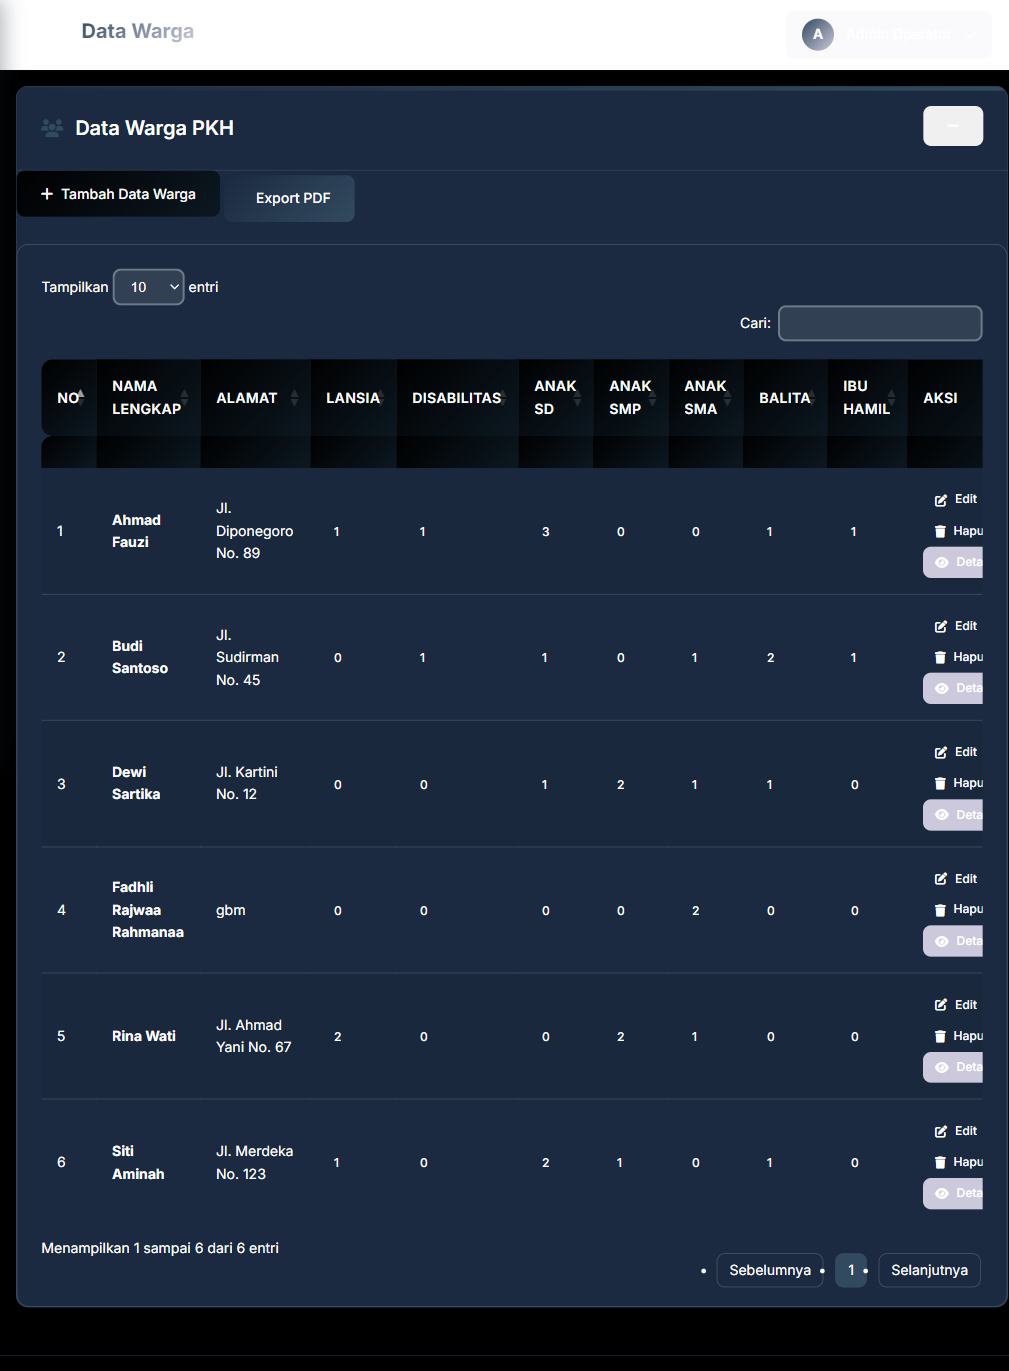 Data Warga
A
Data Warga PKH
+ Tambah Data Warga
Export PDF
Tampilkan 10 entri
Cari:
NO NAMA LENGKAP ALAMAT LANSIA DISABILITAS ANAK SD ANAK SMP ANAK SMA BALITA IBU HAMIL AKSI
1 Ahmad Fauzi Jl. Diponegoro No. 89 1 1 3 0 0 1 1 Edit Hapu Deta
2 Budi Santoso Jl. Sudirman No. 45 0 1 1 0 1 2 1 Edit Hapu Deta
3 Dewi Sartika Jl. Kartini No. 12 0 0 1 2 1 1 0 Edit Hapu Deta
4 Fadhli Rajwaa Rahmanaa gbm 0 0 0 0 2 0 0 Edit Hapu Deta
5 Rina Wati Jl. Ahmad Yani No. 67 2 0 0 2 1 0 0 Edit Hapu Deta
6 Siti Aminah Jl. Merdeka No. 123 1 0 2 1 0 1 0 Edit Hapu Deta
Menampilkan 1 sampai 6 dari 6 entri
• Sebelumnya • 1 • Selanjutnya